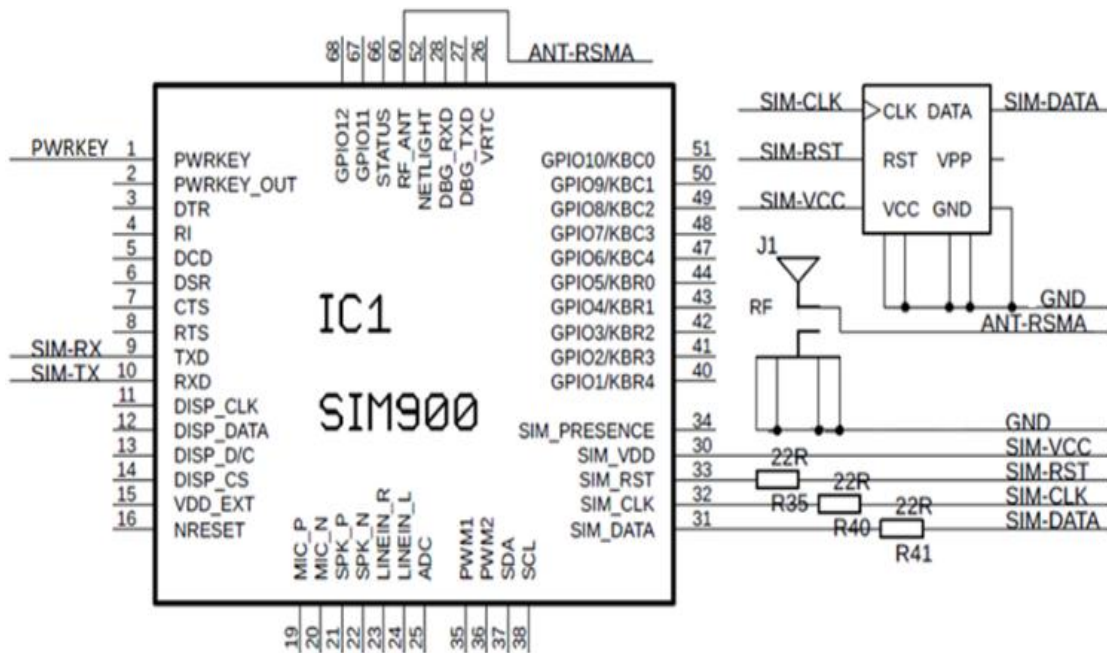 68 67 66 60 52 28 27 26
ANT-RSMA
GPIO12 GPIO11 STATUS RF_ANT NETLIGHT DBG_RXD DBG_TXD VRTC
PWRKEY 1 PWRKEY
2 PWRKEY_OUT
3 DTR
4 RI
5 DCD
6 DSR
7 CTS
8 RTS
SIM-RX 9 TXD
SIM-TX 10 RXD
11 DISP_CLK
12 DISP_DATA
13 DISP_D/C
14 DISP_CS
15 VDD_EXT
16 NRESET
IC1
SIM900
GPIO10/KBC0 51
GPIO9/KBC1 50
GPIO8/KBC2 49
GPIO7/KBC3 48
GPIO6/KBC4 47
GPIO5/KBR0 44
GPIO4/KBR1 43
GPIO3/KBR2 42
GPIO2/KBR3 41
GPIO1/KBR4 40
SIM_PRESENCE 34 GND
SIM_VDD 30 SIM-VCC
SIM_RST 33 22R SIM-RST
SIM_CLK 32 R35 22R SIM-CLK
SIM_DATA 31 R40 22R SIM-DATA
R41
MIC_P MIC_N SPK_P SPK_N LINEIN_R LINEIN_L ADC PWM1 PWM2 SDA SCL
19 20 21 22 23 24 25 35 36 37 38
SIM-CLK CLK DATA SIM-DATA
SIM-RST RST VPP
SIM-VCC VCC GND
J1
RF
GND
ANT-RSMA